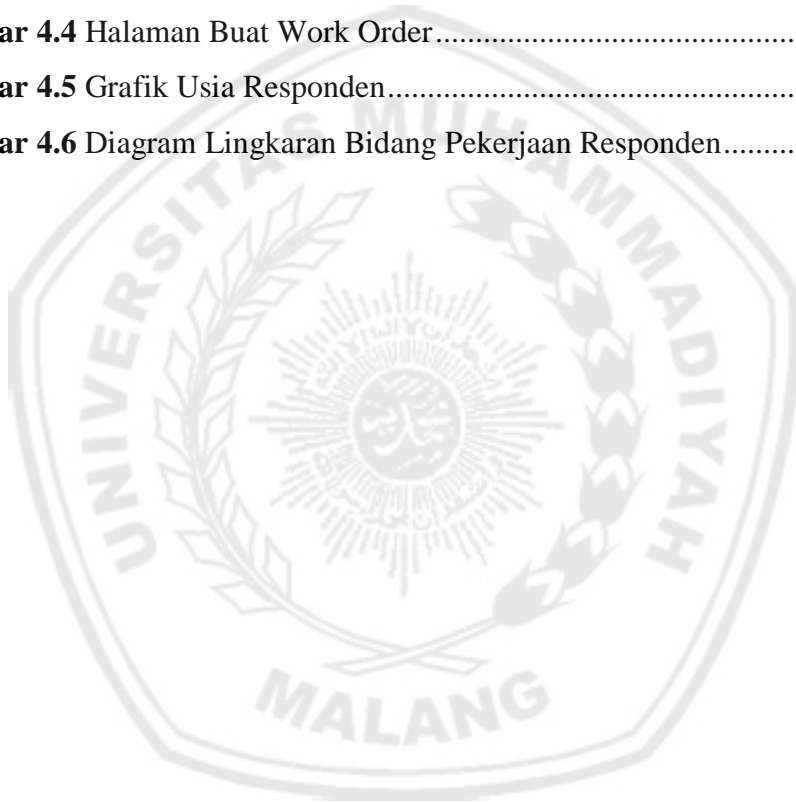 ar 4.4 Halaman Buat Work Order.............................................
ar 4.5 Grafik Usia Responden...................................................
ar 4.6 Diagram Lingkaran Bidang Pekerjaan Responden.........
UNIVERSITAS MUHAMMADIYAH
MALANG